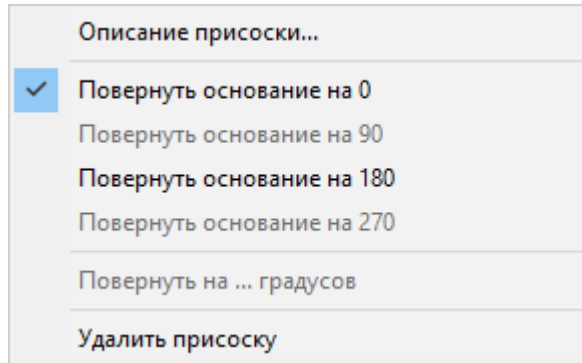 Описание присоски...
Повернуть основание на 0
Повернуть основание на 90
Повернуть основание на 180
Повернуть основание на 270
Повернуть на ... градусов
Удалить присоску